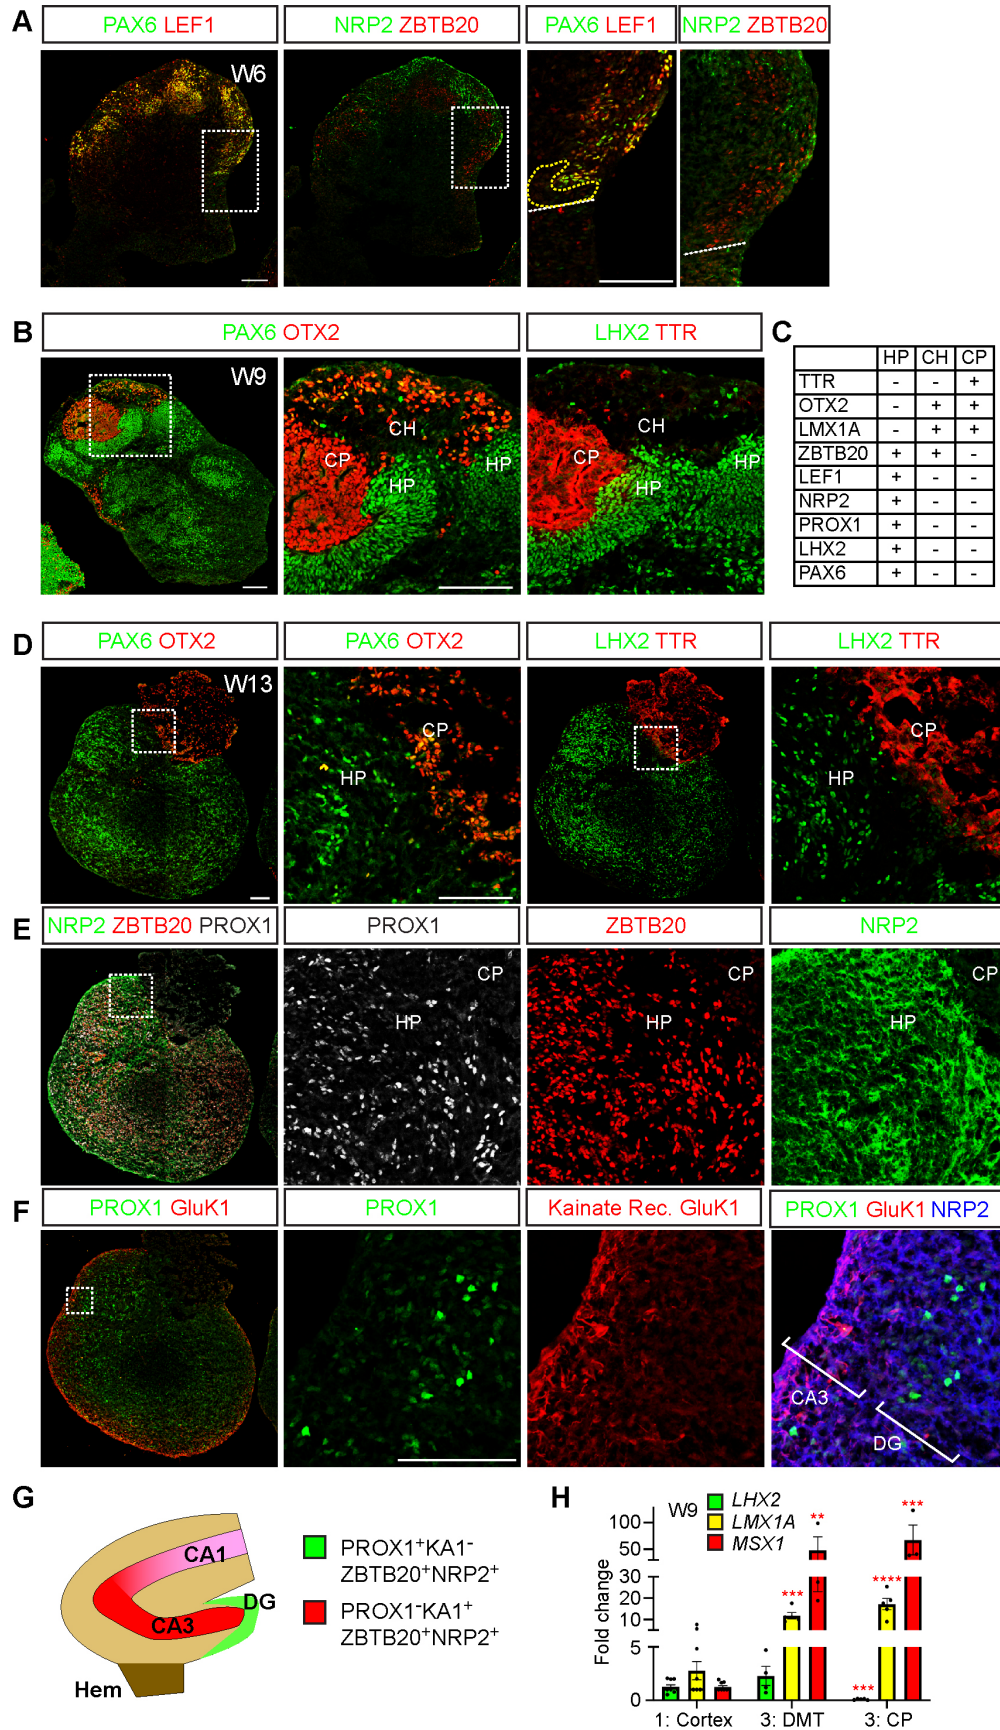 A
PAX6 LEF1
NRP2 ZBTB20
PAX6 LEF1
NRP2 ZBTB20
W6
B
PAX6 OTX2
LHX2 TTR
W9
CH
CP
HP
HP
CH
CP
HP
HP
C
HP CH CP
TTR - - +
OTX2 - + +
LMX1A - + +
ZBTB20 + + -
LEF1 +
NRP2 +
PROX1 + - -
LHX2 + - -
PAX6 + - -
D
PAX6 OTX2
PAX6 OTX2
LHX2 TTR
LHX2 TTR
W13
CP
HP
CP
HP
E
NRP2 ZBTB20 PROX1
PROX1
ZBTB20
NRP2
CP
HP
CP
HP
CP
HP
F
PROX1 GluK1
PROX1
Kainate Rec. GluK1
PROX1 GluK1 NRP2
CA3
DG
G
CA1
DG
CA3
Hem
PROX1⁺KA1⁻
ZBTB20⁺NRP2⁺
PROX1⁻KA1⁺
ZBTB20⁺NRP2⁺
H
W9
LHX2
LMX1A
MSX1
Fold change
100
50
30
20
10
5
0
***
**
***
****
***
1: Cortex
3: DMT
3: CP